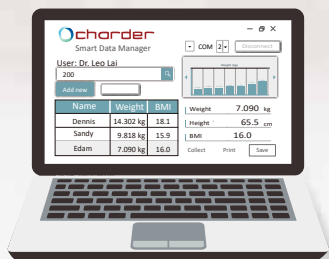 Charder
Smart Data Manager
COM 2 Disconnect
User: Dr. Leo Lai
200
Add new
Name Weight BMI
Dennis 14.302 kg 18.1
Sandy 9.818 kg 15.9
Edam 7.090 kg 16.0
Weight 7.090 kg
Height 65.5 cm
BMI 16.0
Collect Print Save